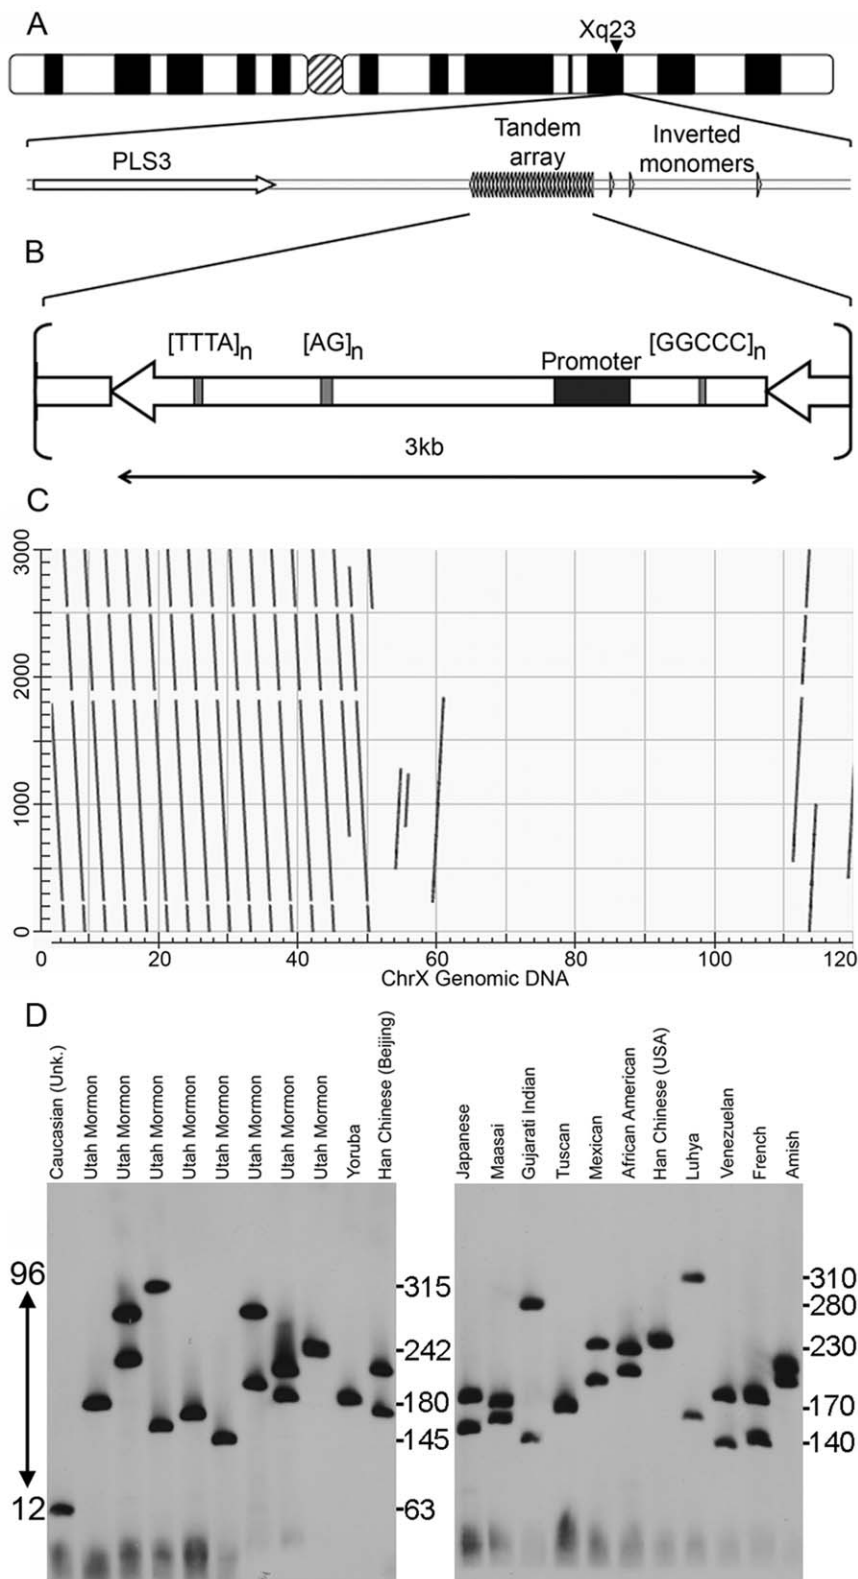 A
Xq23
Tandem
array
Inverted
monomers
PLS3
B
[TTTA]n
[AG]n
Promoter
[GGCCC]n
3kb
C
3000
2000
1000
0
0
20
40
60
80
100
120
ChrX Genomic DNA
D
Caucasian (Unk.)
Utah Mormon
Utah Mormon
Utah Mormon
Utah Mormon
Utah Mormon
Utah Mormon
Utah Mormon
Utah Mormon
Yoruba
Han Chinese (Beijing)
Japanese
Maasai
Gujarati Indian
Tuscan
Mexican
African American
Han Chinese (USA)
Luhya
Venezuelan
French
Amish
96
12
315
242
180
145
63
310
280
230
170
140